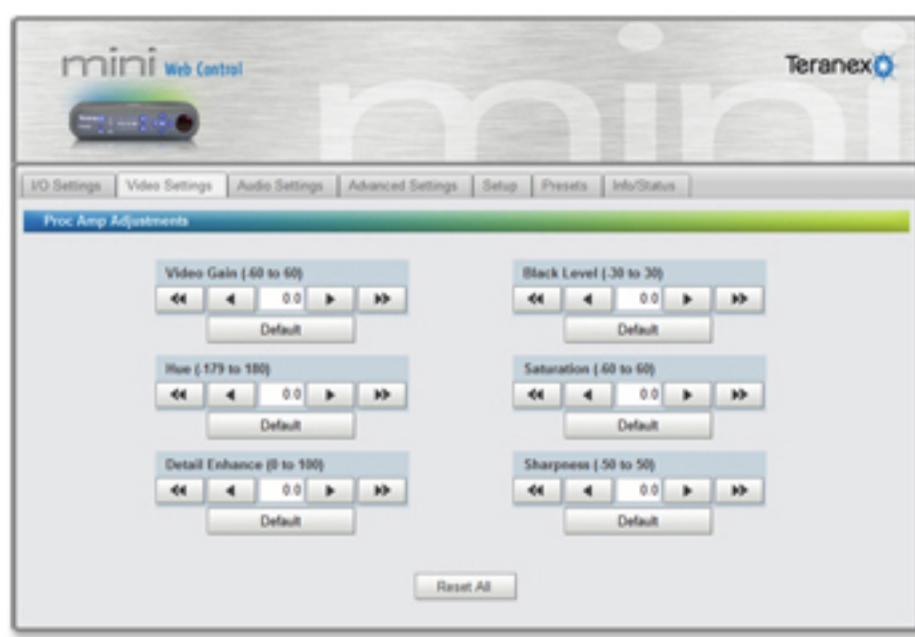 mini Web Control
Teranex
mini
I/O Settings Video Settings Audio Settings Advanced Settings Setup Presets Info/Status
Proc Amp Adjustments
Video Gain (-60 to 60) Black Level (-30 to 30)
0.0 0.0
Default Default
Hue (-179 to 180) Saturation (-60 to 60)
0.0 0.0
Default Default
Detail Enhance (0 to 100) Sharpness (-50 to 50)
0.0 0.0
Default Default
Reset All